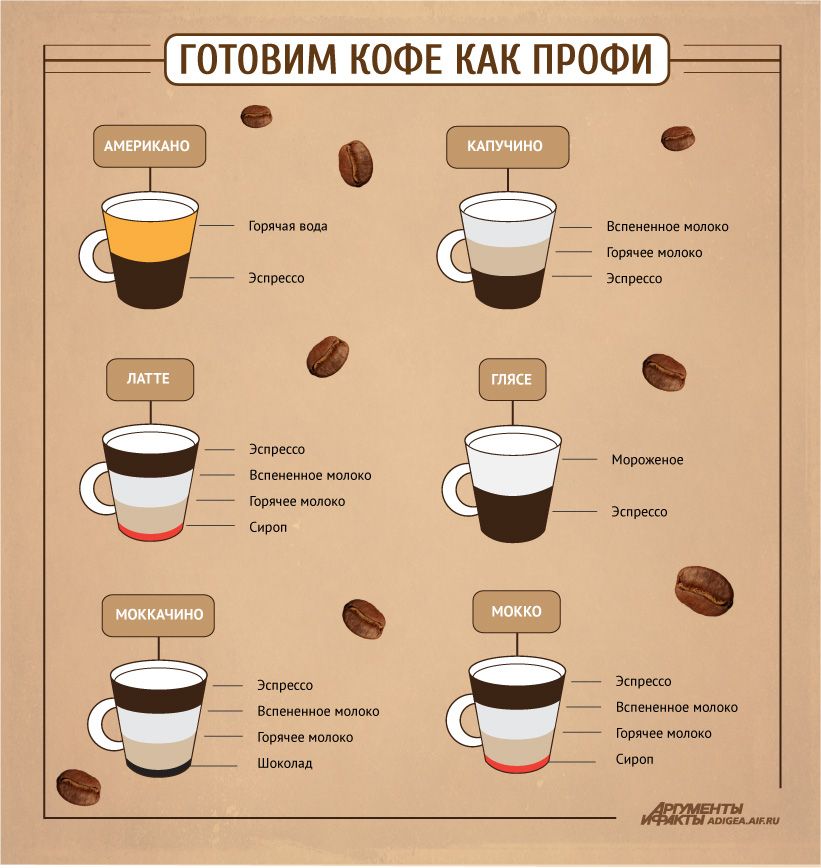 ГОТОВИМ КОФЕ КАК ПРОФИ
АМЕРИКАНО
Горячая вода
Эспрессо
КАПУЧИНО
Вспененное молоко
Горячее молоко
Эспрессо
ЛАТТЕ
Эспрессо
Вспененное молоко
Горячее молоко
Сироп
ГЛЯСЕ
Мороженое
Эспрессо
МОККАЧИНО
Эспрессо
Вспененное молоко
Горячее молоко
Шоколад
МОККО
Эспрессо
Вспененное молоко
Горячее молоко
Сироп
АРГУМЕНТЫ
И ФАКТЫ ADIGEA.AIF.RU